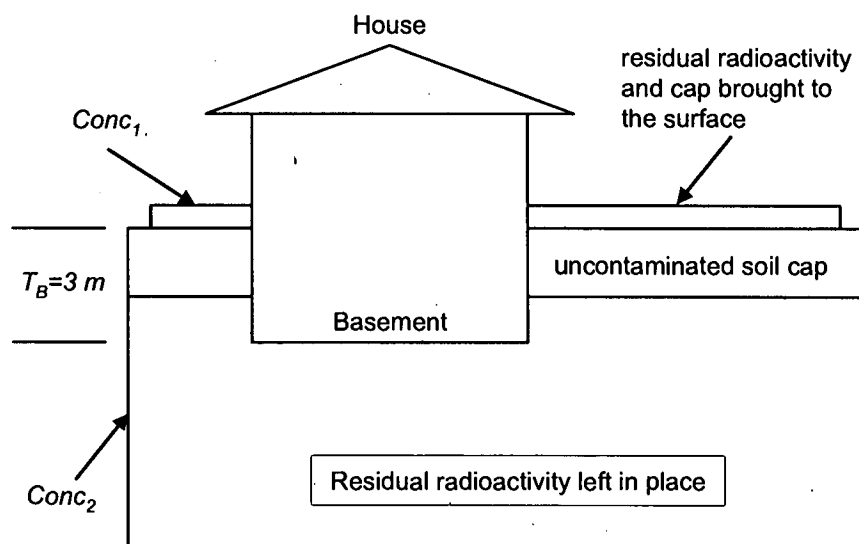 House
residual radioactivity
and cap brought to
the surface
Conc1.
TB=3 m
uncontaminated soil cap
Basement
Conc2
Residual radioactivity left in place